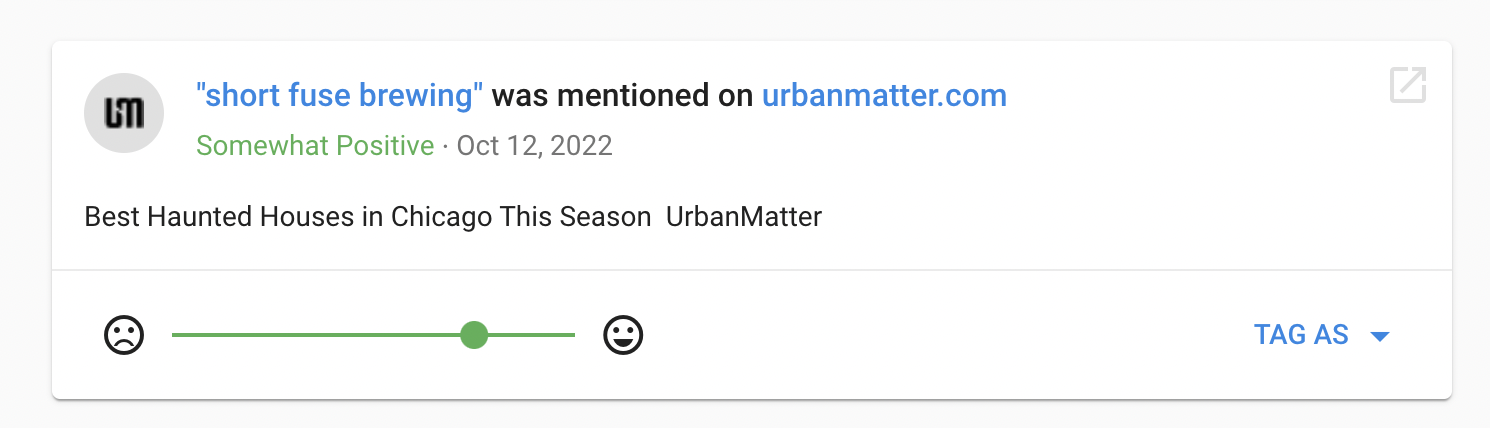 UM
"short fuse brewing" was mentioned on urbanmatter.com
Somewhat Positive · Oct 12, 2022
Best Haunted Houses in Chicago This Season  UrbanMatter
TAG AS